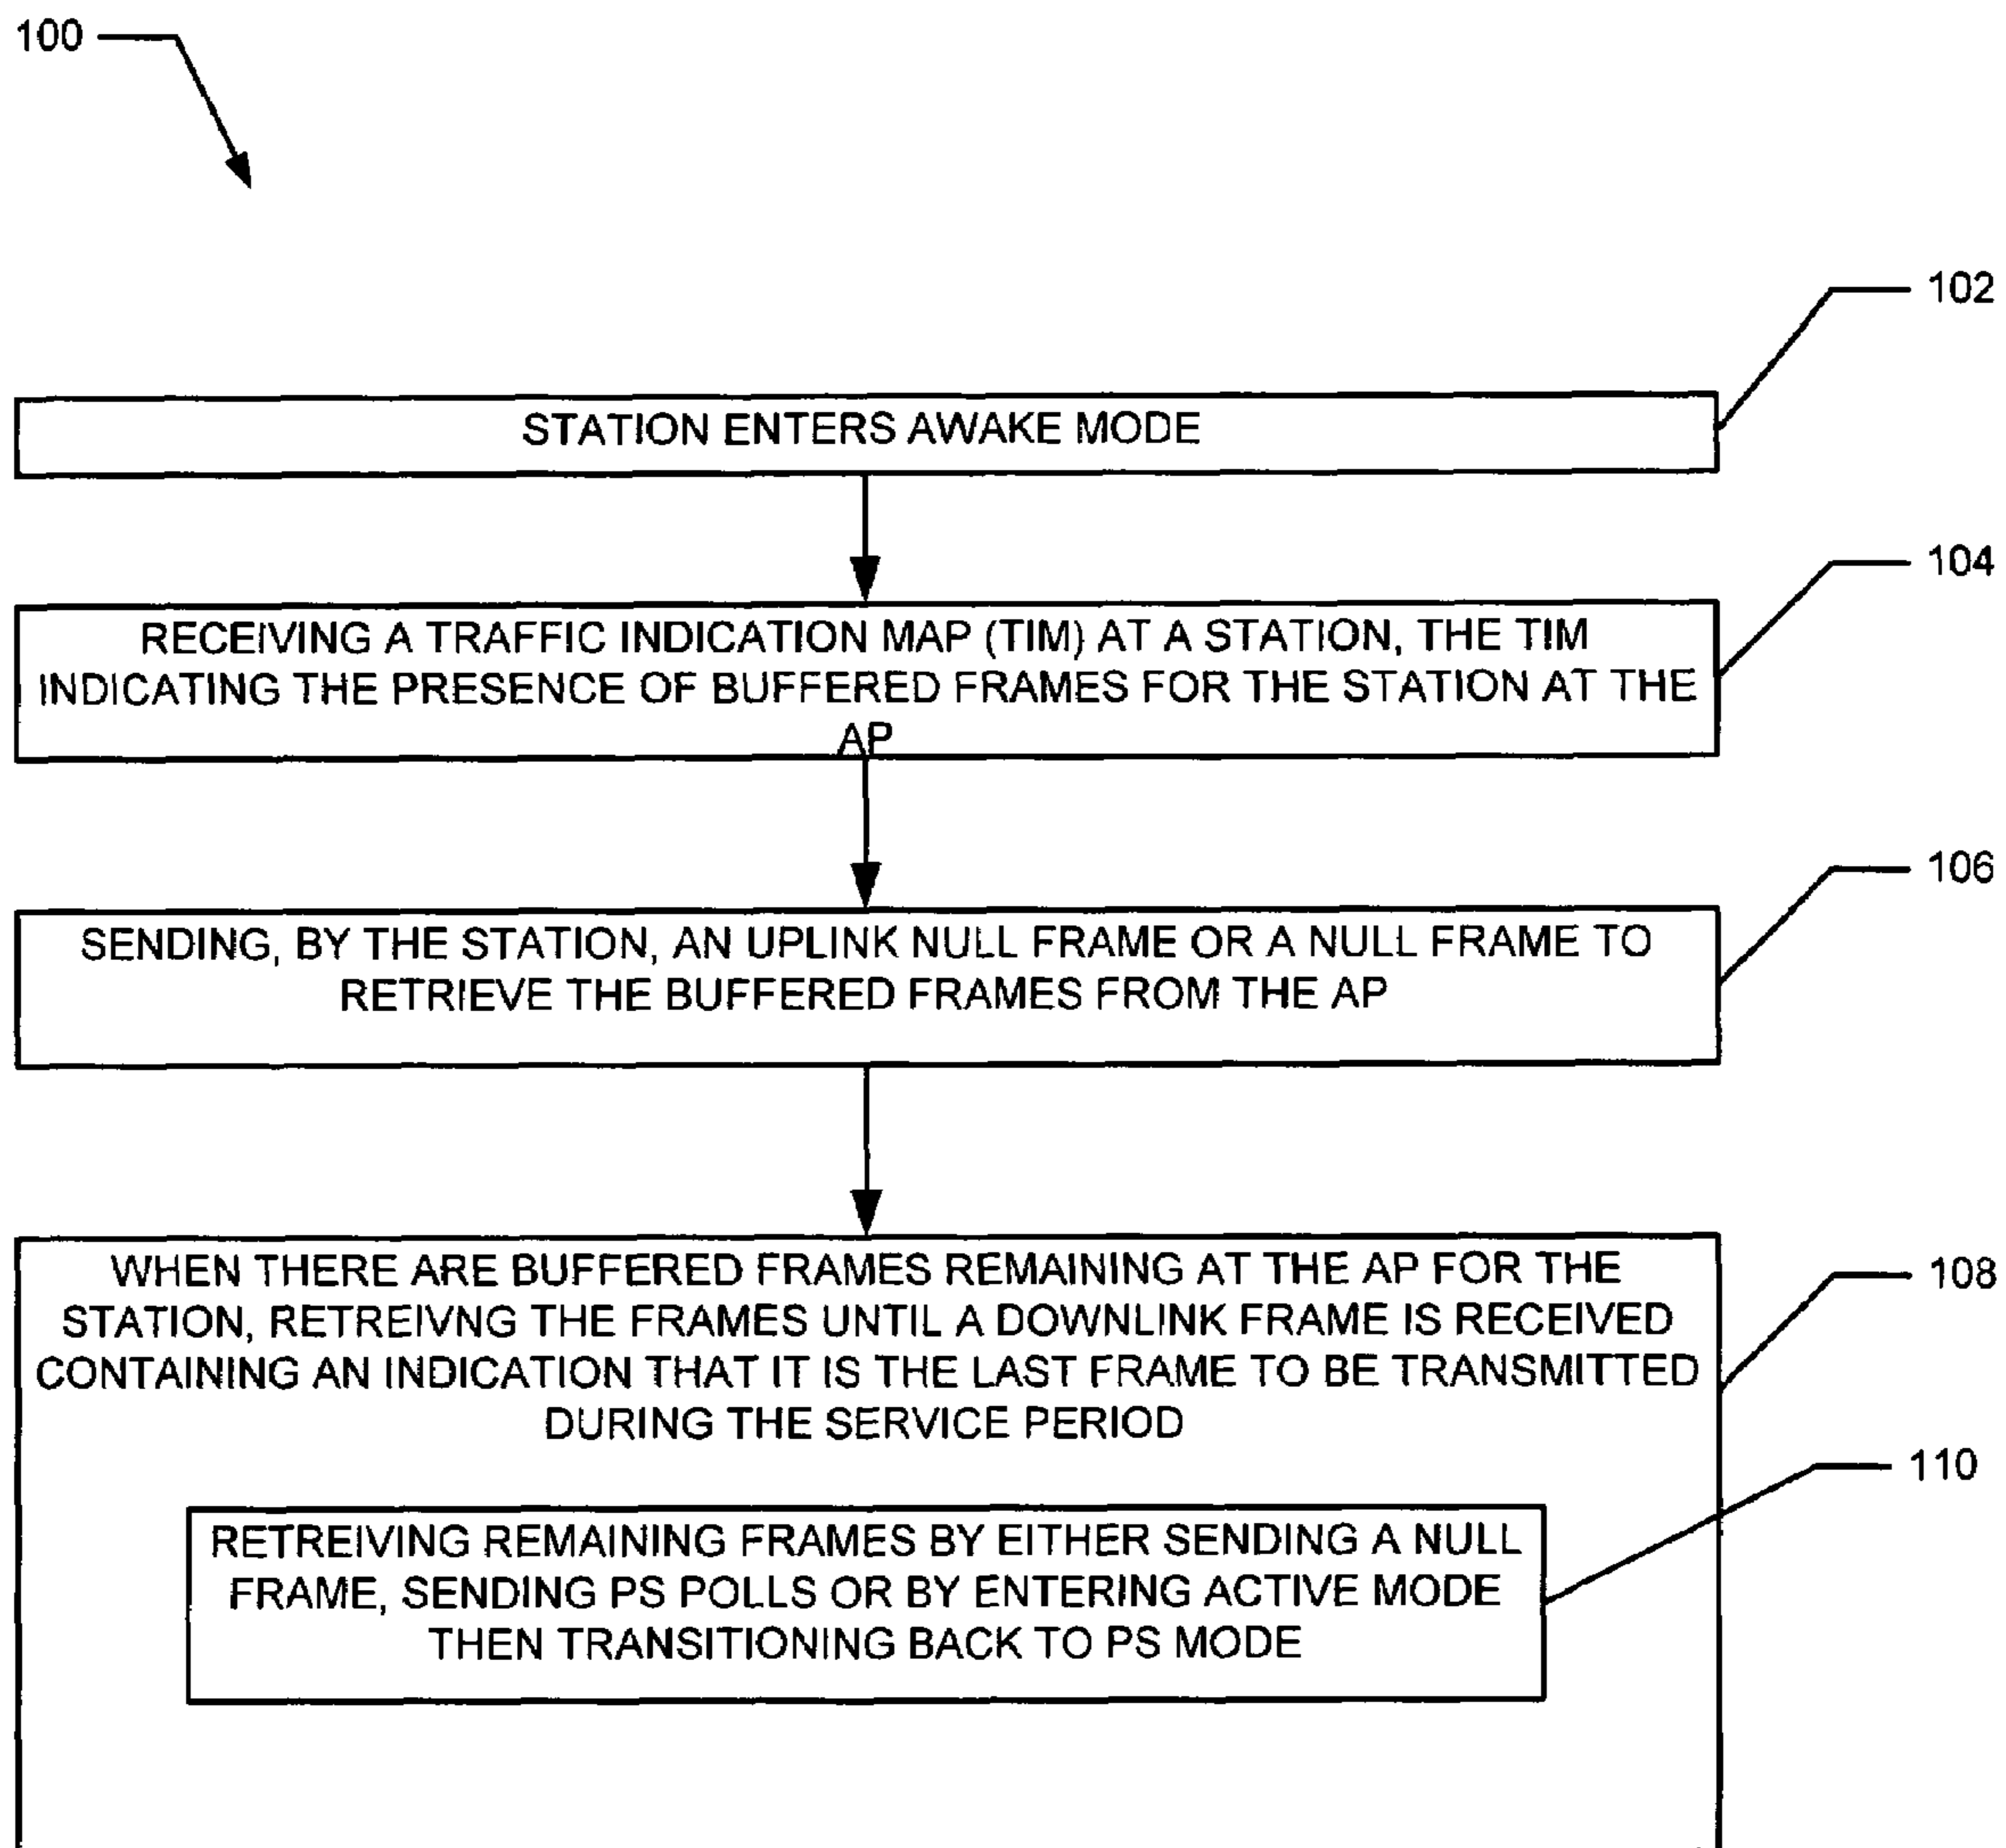 100
102
STATION ENTERS AWAKE MODE
104
RECEIVING A TRAFFIC INDICATION MAP (TIM) AT A STATION, THE TIM
INDICATING THE PRESENCE OF BUFFERED FRAMES FOR THE STATION AT THE
AP
106
SENDING, BY THE STATION, AN UPLINK NULL FRAME OR A NULL FRAME TO
RETRIEVE THE BUFFERED FRAMES FROM THE AP
108
WHEN THERE ARE BUFFERED FRAMES REMAINING AT THE AP FOR THE
STATION, RETREIVNG THE FRAMES UNTIL A DOWNLINK FRAME IS RECEIVED
CONTAINING AN INDICATION THAT IT IS THE LAST FRAME TO BE TRANSMITTED
DURING THE SERVICE PERIOD
110
RETREIVING REMAINING FRAMES BY EITHER SENDING A NULL
FRAME, SENDING PS POLLS OR BY ENTERING ACTIVE MODE
THEN TRANSITIONING BACK TO PS MODE